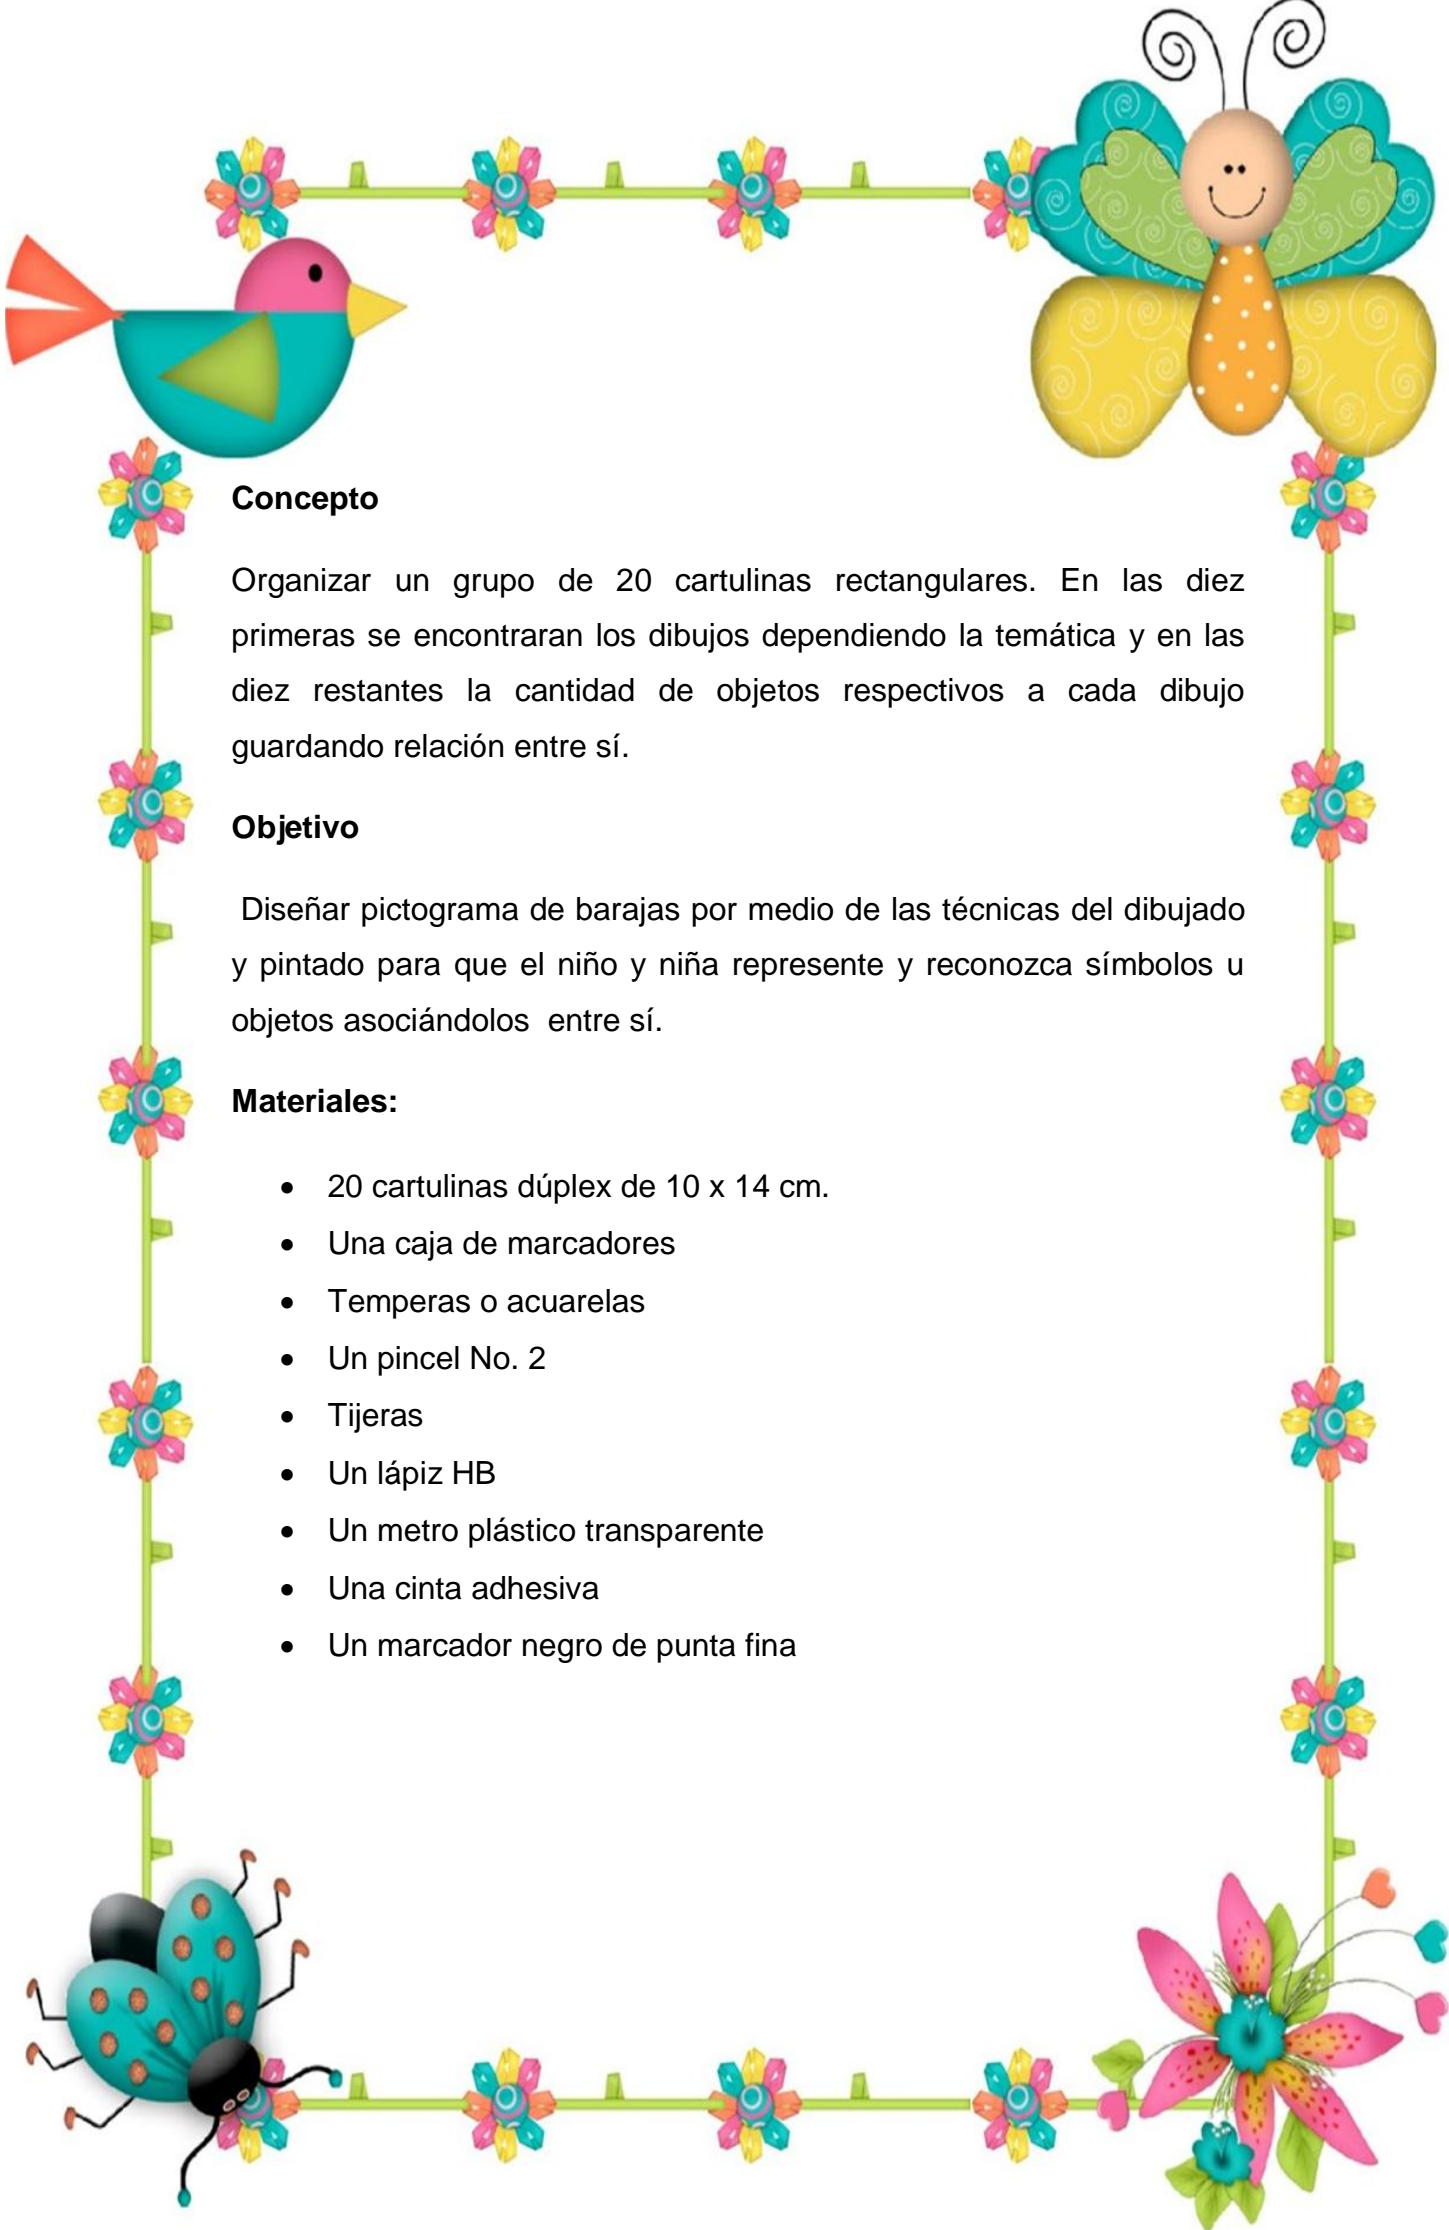 Concepto
Organizar un grupo de 20 cartulinas rectangulares. En las diez
primeras se encontraran los dibujos dependiendo la temática y en las
diez restantes la cantidad de objetos respectivos a cada dibujo
guardando relación entre sí.
Objetivo
Diseñar pictograma de barajas por medio de las técnicas del dibujado
y pintado para que el niño y niña represente y reconozca símbolos u
objetos asociándolos  entre sí.
Materiales:
• 20 cartulinas dúplex de 10 x 14 cm.
• Una caja de marcadores
• Temperas o acuarelas
• Un pincel No. 2
• Tijeras
• Un lápiz HB
• Un metro plástico transparente
• Una cinta adhesiva
• Un marcador negro de punta fina